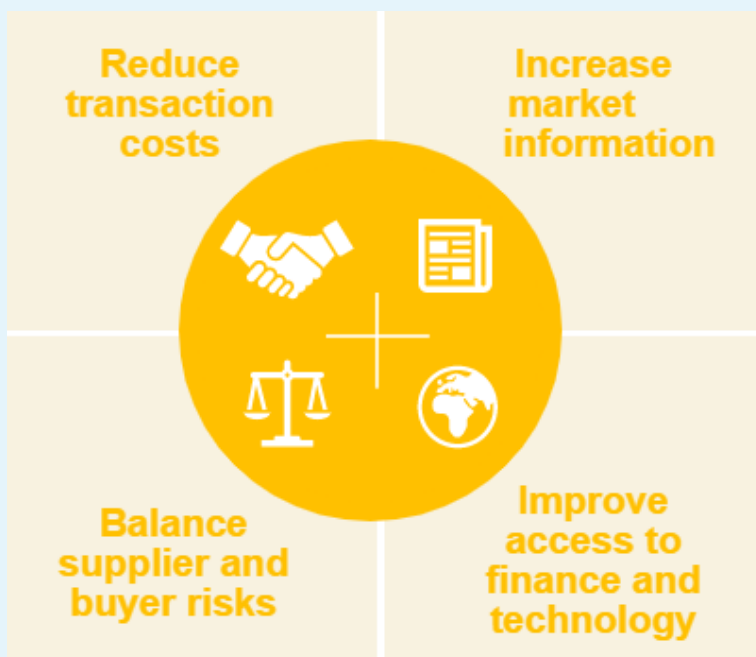 Reduce
transaction
costs
Increase
market
information
Balance
supplier and
buyer risks
Improve
access to
finance and
technology